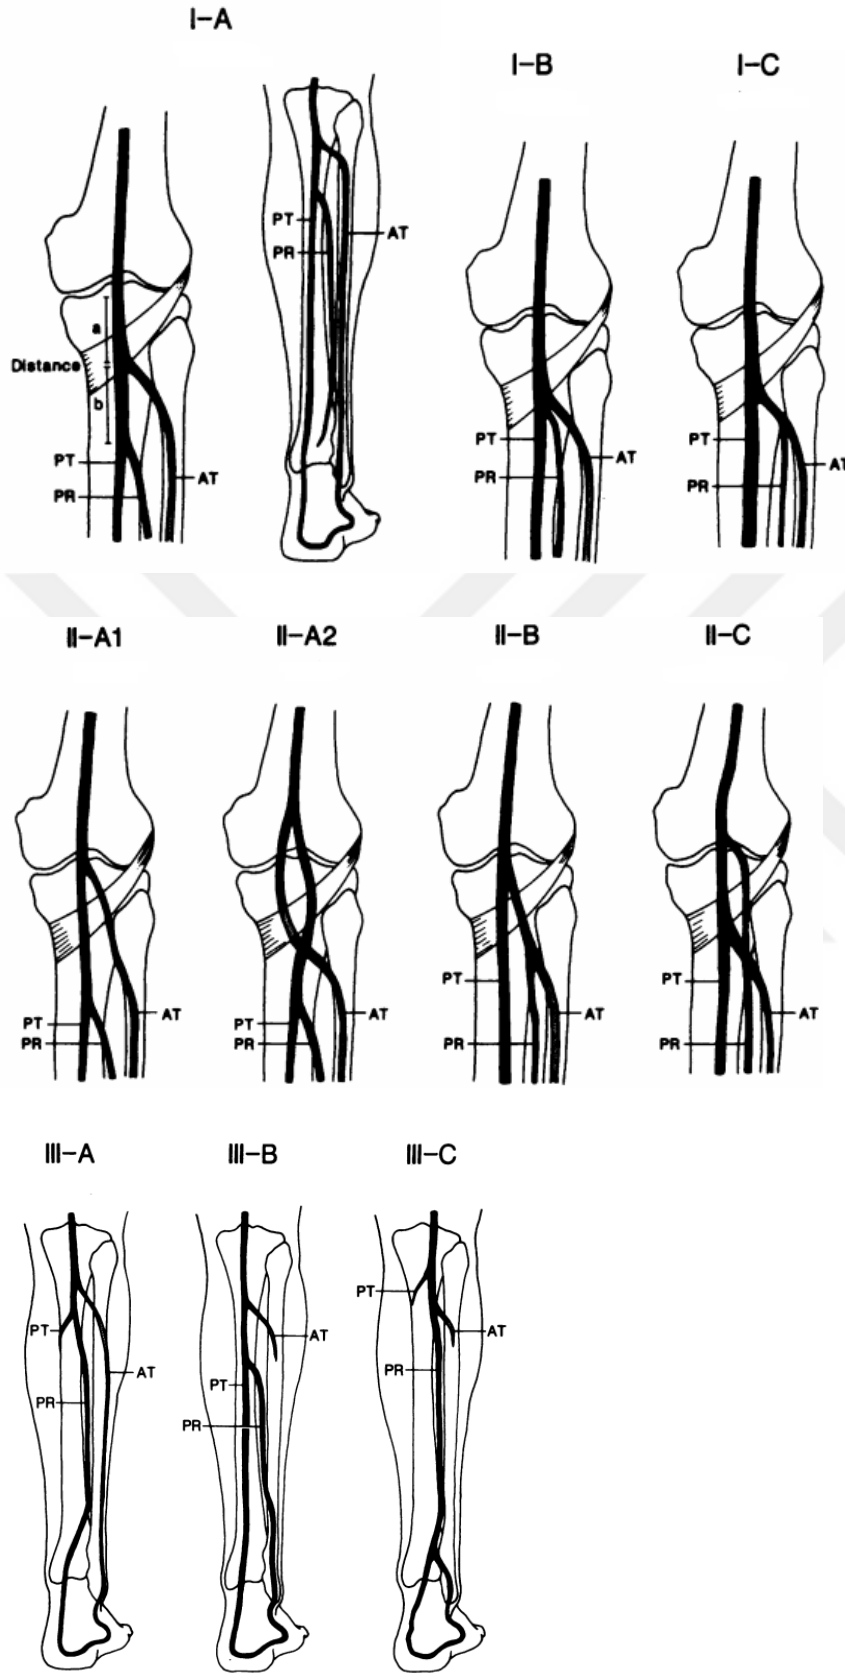 I-A
I-B
I-C
a
Distance
b
PT
PR
AT
PT
PR
AT
PT
PR
AT
PT
PR
AT
II-A1
II-A2
II-B
II-C
PT
PR
AT
PT
PR
AT
PT
PR
AT
PT
PR
AT
III-A
III-B
III-C
PT
PR
AT
PT
PR
AT
PT
PR
AT